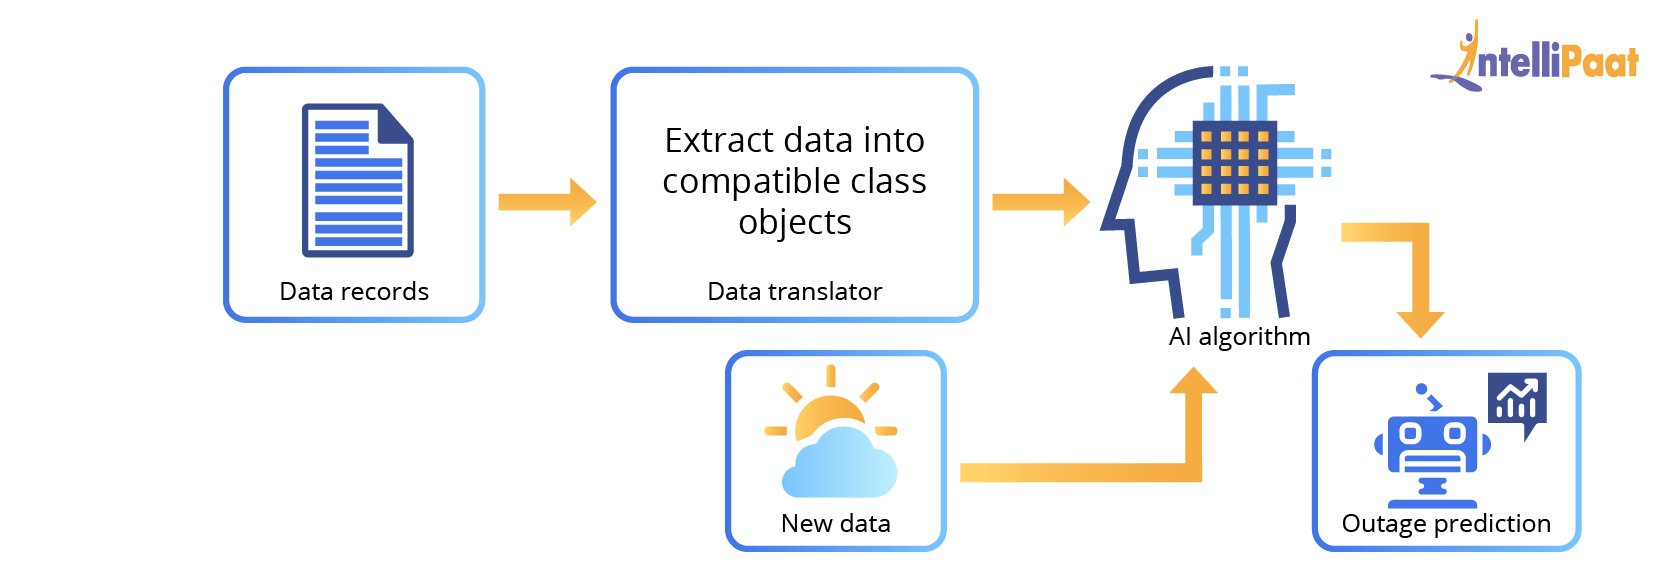 IntelliPaat
Extract data into
compatible class
objects
Data records
Data translator
AI algorithm
New data
Outage prediction